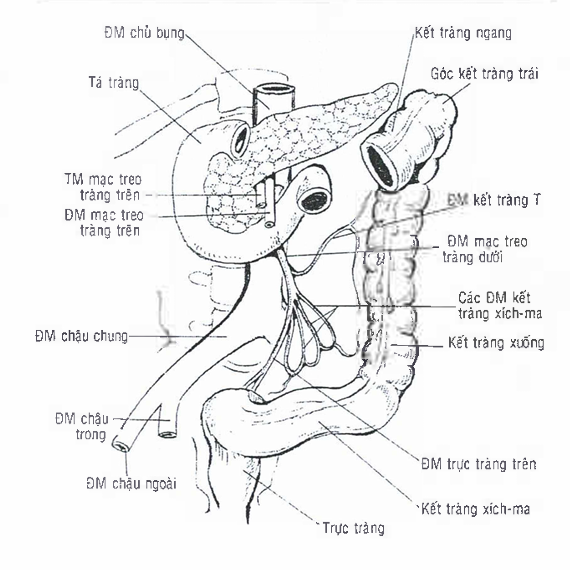 ĐM chủ bụng
Kết tràng ngang
Góc kết tràng trái
Tá tràng
TM mạc treo
tràng trên
ĐM mạc treo
tràng trên
ĐM kết tràng T
ĐM mạc treo
tràng dưới
Các ĐM kết
tràng xích-ma
ĐM chậu chung
Kết tràng xuống
ĐM chậu
trong
ĐM trực tràng trên
ĐM chậu ngoài
Kết tràng xích-ma
Trực tràng